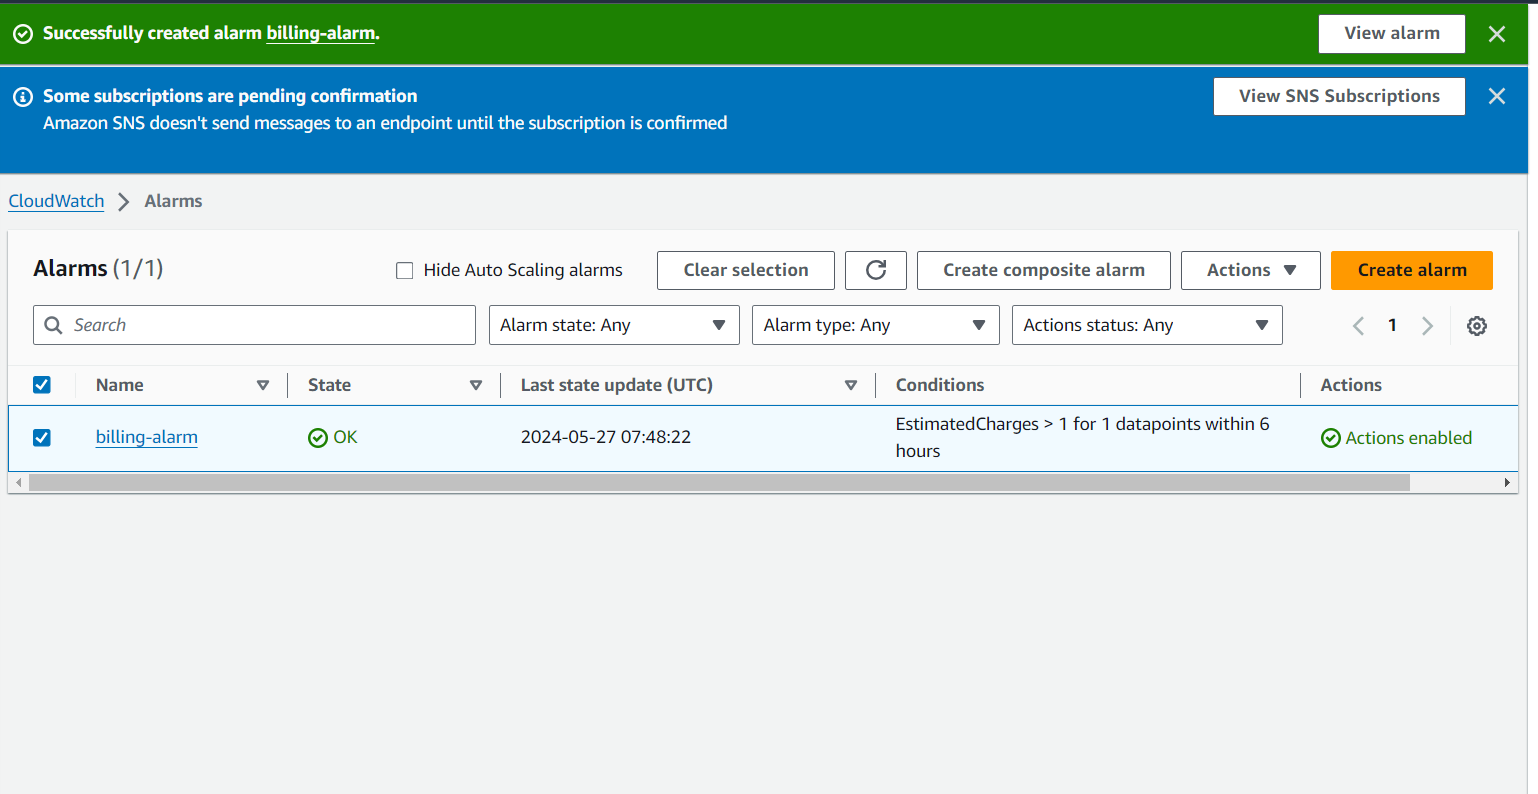 Successfully created alarm billing-alarm.
View alarm
Some subscriptions are pending confirmation
View SNS Subscriptions
Amazon SNS doesn't send messages to an endpoint until the subscription is confirmed
CloudWatch
Alarms
Alarms (1/1)
Hide Auto Scaling alarms
Clear selection
Create composite alarm
Actions
Create alarm
Search
Alarm state: Any
Alarm type: Any
Actions status: Any
1
Name
State
Last state update (UTC)
Conditions
Actions
billing-alarm
OK
2024-05-27 07:48:22
EstimatedCharges > 1 for 1 datapoints within 6
hours
Actions enabled